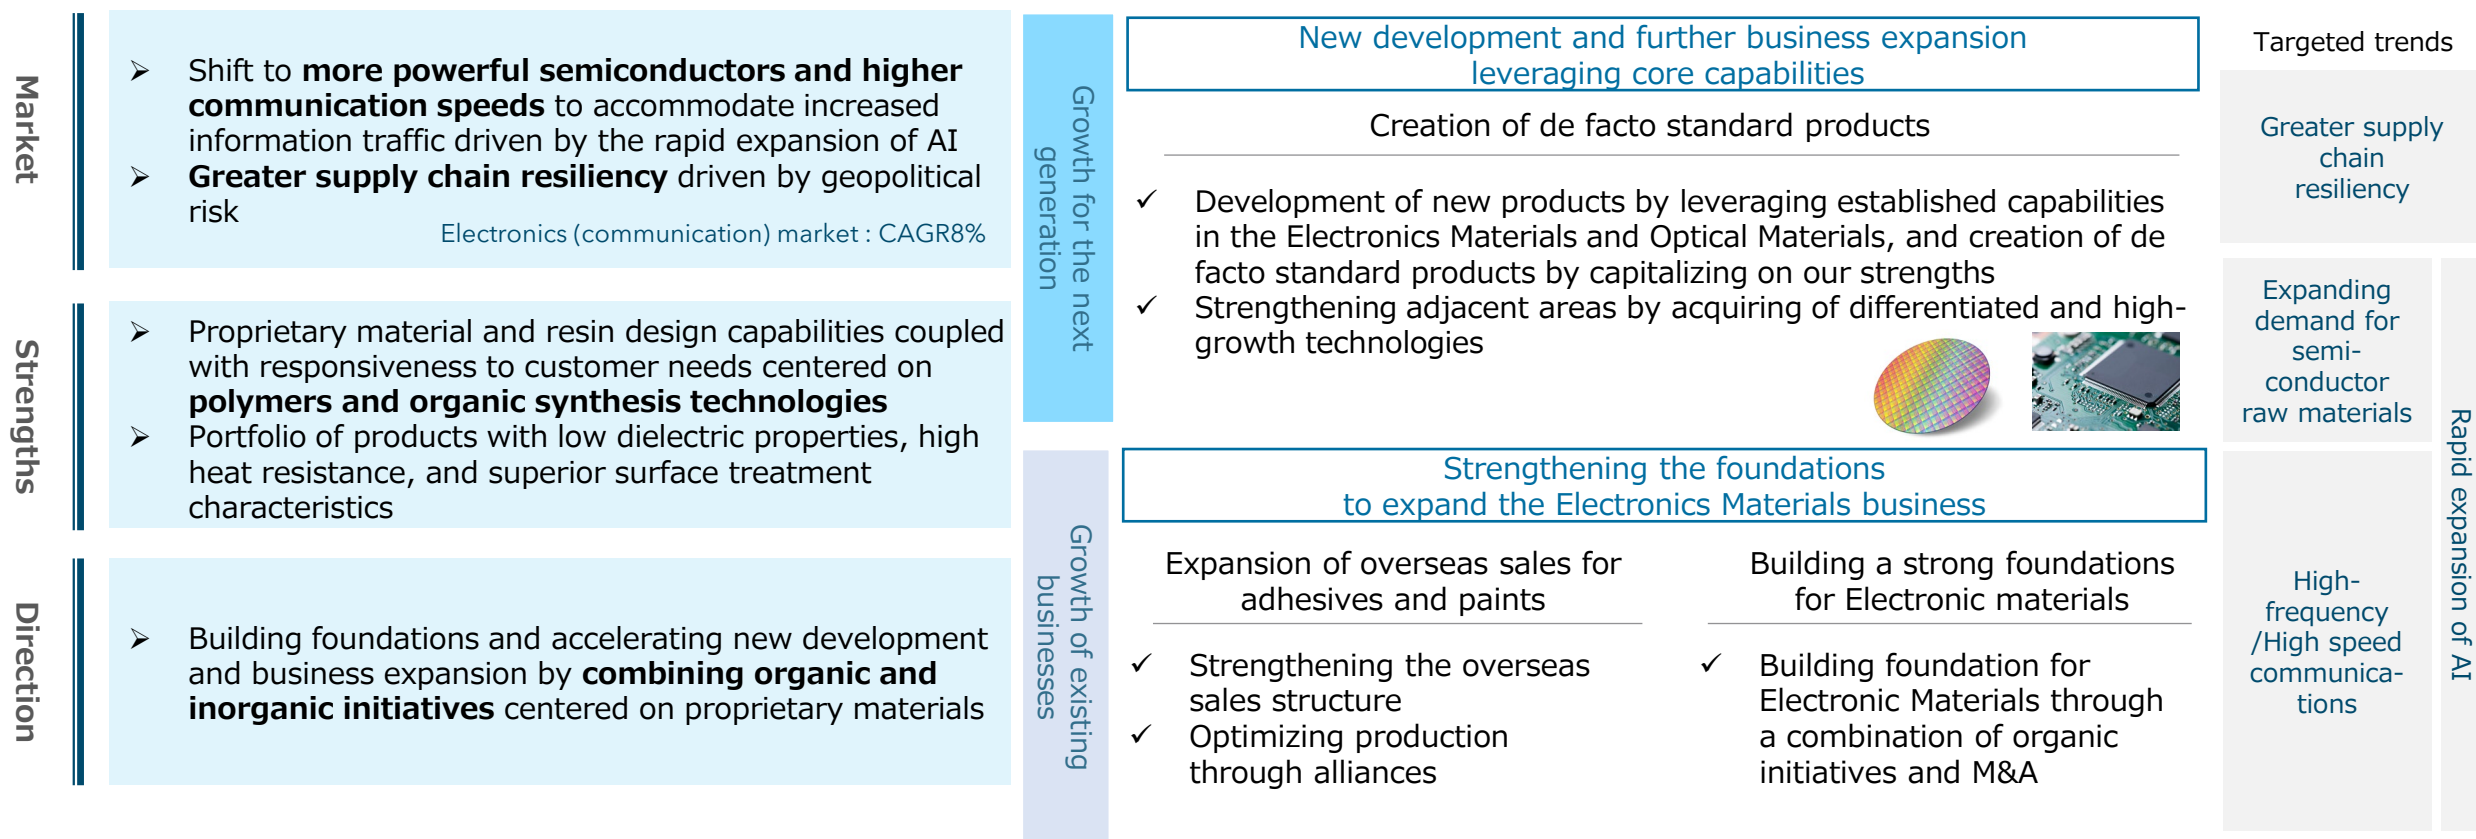 Market
➢ Shift to more powerful semiconductors and higher
communication speeds to accommodate increased
information traffic driven by the rapid expansion of AI
➢ Greater supply chain resiliency driven by geopolitical
risk
Electronics (communication) market : CAGR8%
Strengths
➢ Proprietary material and resin design capabilities coupled
with responsiveness to customer needs centered on
polymers and organic synthesis technologies
➢ Portfolio of products with low dielectric properties, high
heat resistance, and superior surface treatment
characteristics
Direction
➢ Building foundations and accelerating new development
and business expansion by combining organic and
inorganic initiatives centered on proprietary materials
Growth for the next
generation
New development and further business expansion
leveraging core capabilities
Creation of de facto standard products
✓ Development of new products by leveraging established capabilities
in the Electronics Materials and Optical Materials, and creation of de
facto standard products by capitalizing on our strengths
✓ Strengthening adjacent areas by acquiring of differentiated and high-
growth technologies
Growth of existing
businesses
Strengthening the foundations
to expand the Electronics Materials business
Expansion of overseas sales for
adhesives and paints
✓ Strengthening the overseas
sales structure
✓ Optimizing production
through alliances
Building a strong foundations
for Electronic materials
✓ Building foundation for
Electronic Materials through
a combination of organic
initiatives and M&A
Targeted trends
Greater supply
chain
resiliency
Expanding
demand for
semi-
conductor
raw materials
High-
frequency
/High speed
communica-
tions
Rapid expansion of AI